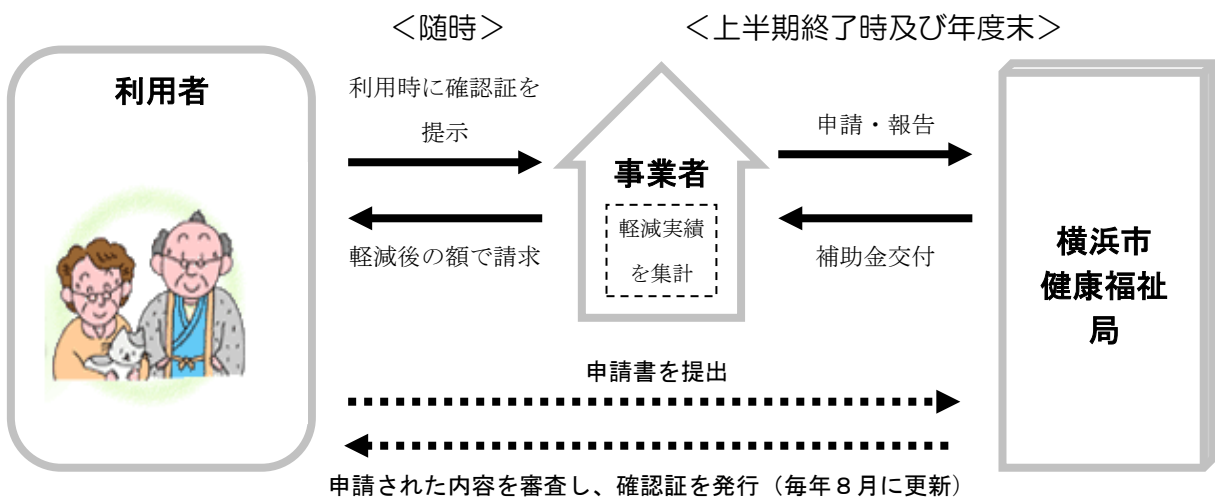 ＜随時＞
＜上半期終了時及び年度末＞
利用者
利用時に確認証を
提示
軽減後の額で請求
事業者
軽減実績
を集計
申請・報告
補助金交付
横浜市
健康福祉
局
申請書を提出
申請された内容を審査し、確認証を発行（毎年８月に更新）